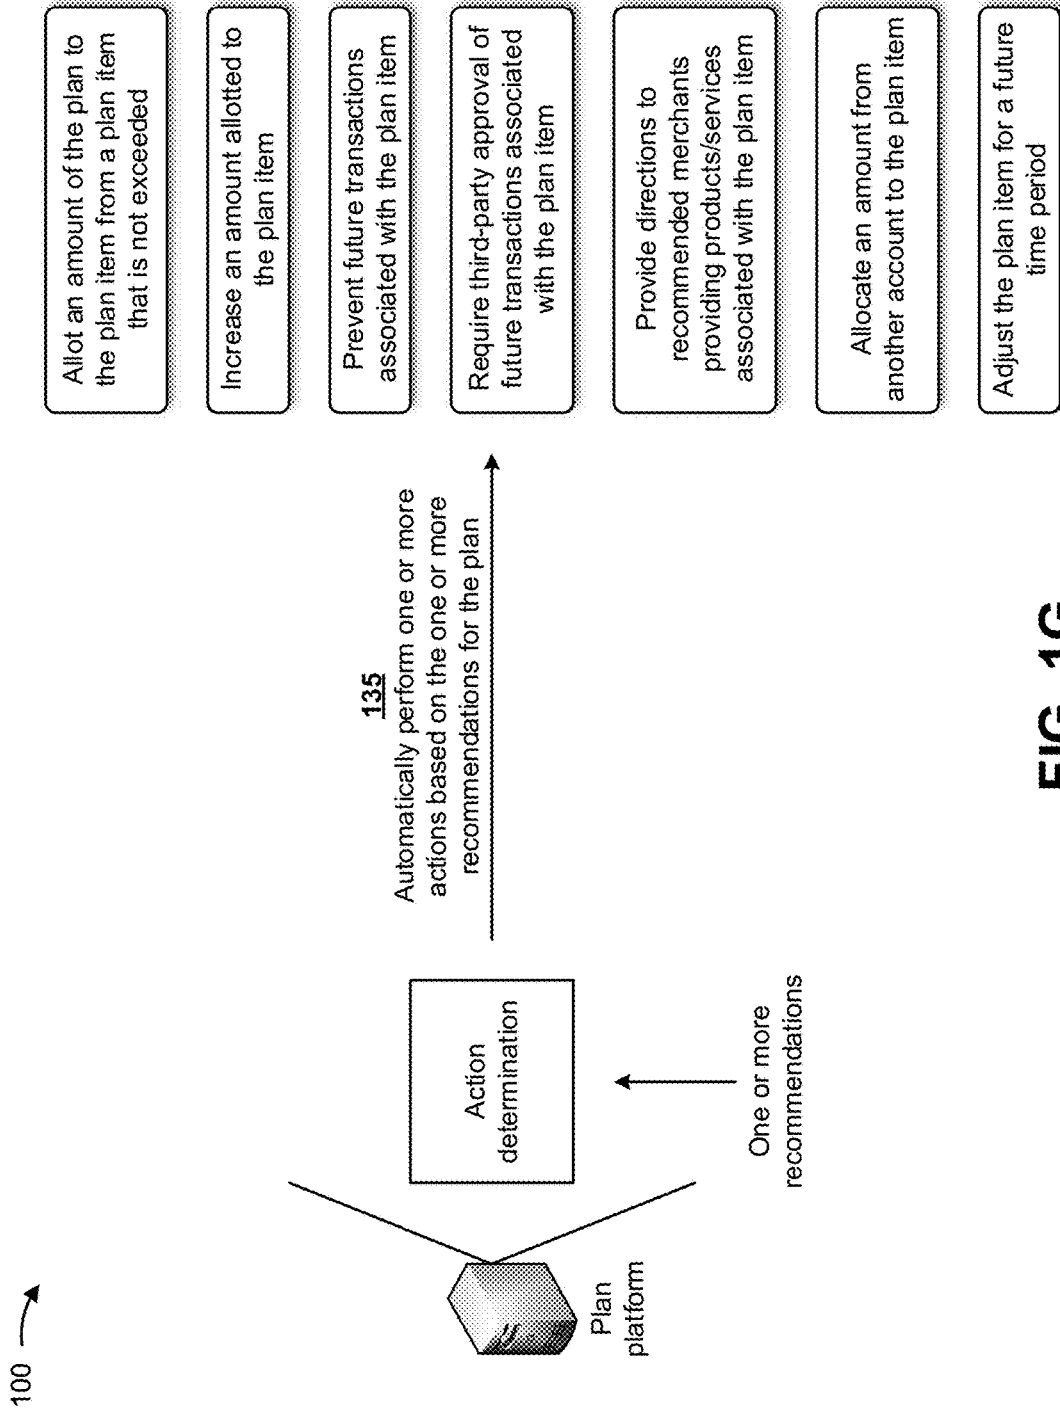 100
Plan
platform
Action
determination
One or more
recommendations
135
Automatically perform one or more
actions based on the one or more
recommendations for the plan
Allot an amount of the plan to
the plan item from a plan item
that is not exceeded
Increase an amount allotted to
the plan item
Prevent future transactions
associated with the plan item
Require third-party approval of
future transactions associated
with the plan item
Provide directions to
recommended merchants
providing products/services
associated with the plan item
Allocate an amount from
another account to the plan item
Adjust the plan item for a future
time period
FIG. 1G